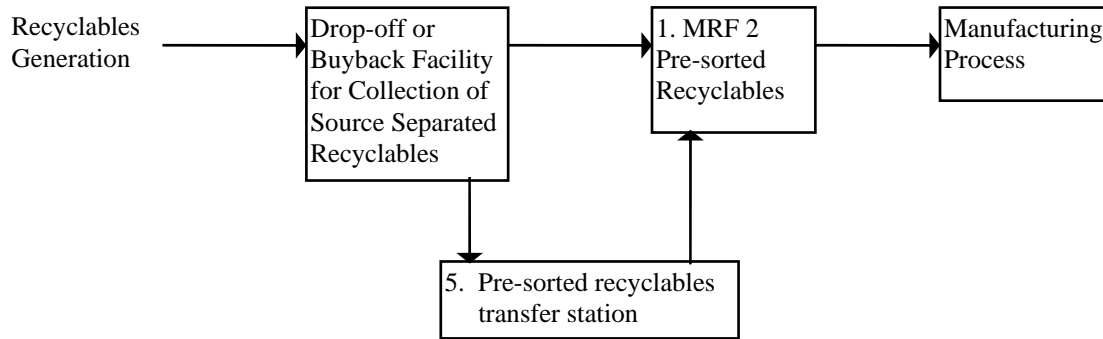 Recyclables
Generation
Drop-off or
Buyback Facility
for Collection of
Source Separated
Recyclables
1. MRF 2
Pre-sorted
Recyclables
Manufacturing
Process
5. Pre-sorted recyclables
transfer station